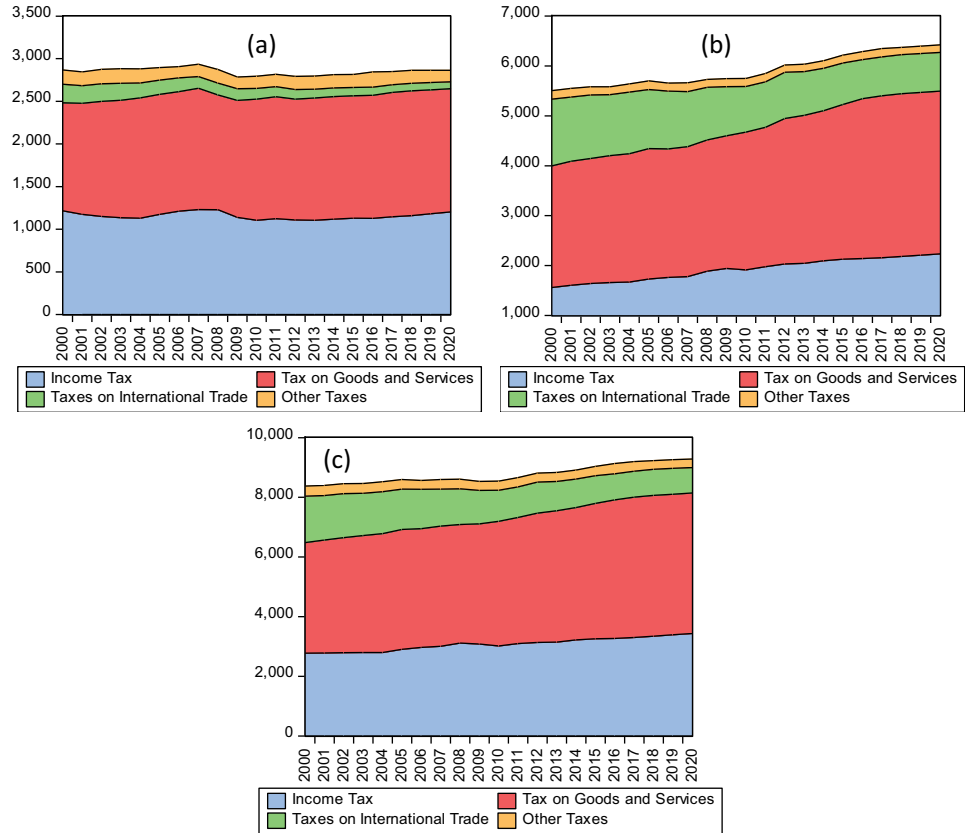 3,500
3,000
2,500
2,000
1,500
1,000
500
0
(a)
2000 2001 2002 2003 2004 2005 2006 2007 2008 2009 2010 2011 2012 2013 2014 2015 2016 2017 2018 2019 2020
Income Tax Tax on Goods and Services
Taxes on International Trade Other Taxes
7,000
6,000
5,000
4,000
3,000
2,000
1,000
(b)
2000 2001 2002 2003 2004 2005 2006 2007 2008 2009 2010 2011 2012 2013 2014 2015 2016 2017 2018 2019 2020
Income Tax Tax on Goods and Services
Taxes on International Trade Other Taxes
10,000
8,000
6,000
4,000
2,000
0
(c)
2000 2001 2002 2003 2004 2005 2006 2007 2008 2009 2010 2011 2012 2013 2014 2015 2016 2017 2018 2019 2020
Income Tax Tax on Goods and Services
Taxes on International Trade Other Taxes